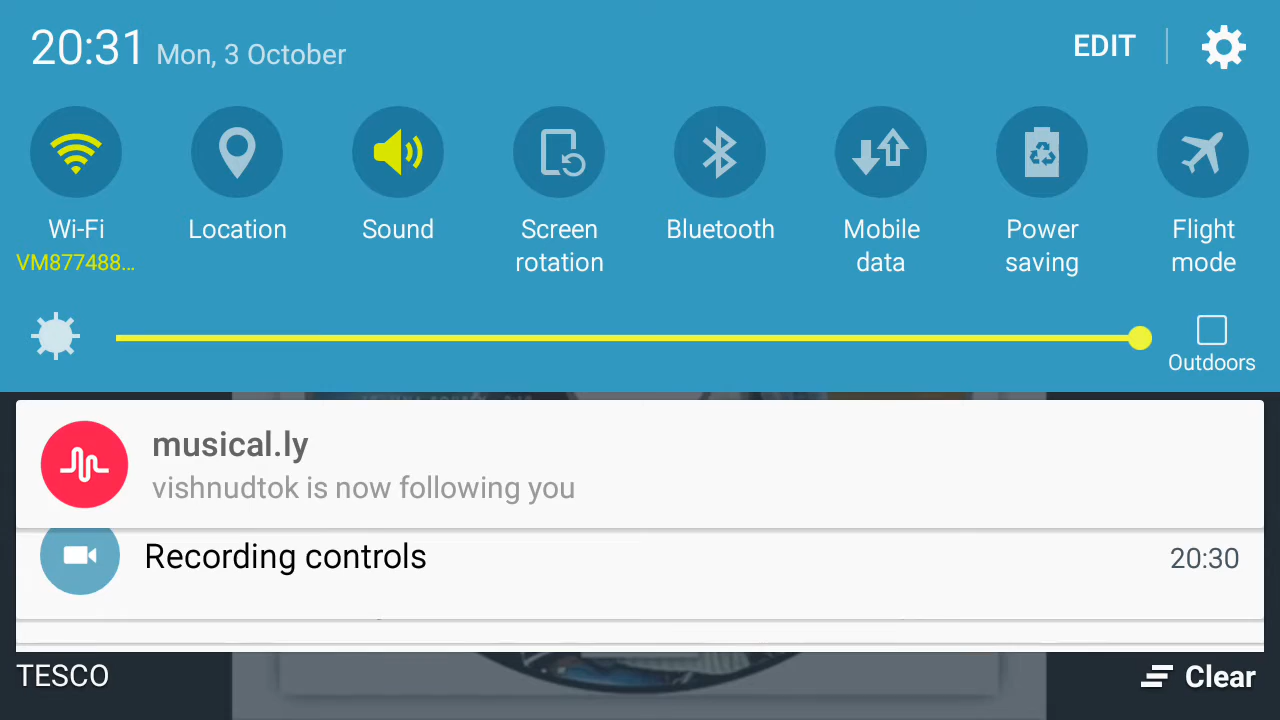 20:31 Mon, 3 October EDIT
Wi-Fi Location Sound Screen rotation Bluetooth Mobile data Power saving Flight mode
VM877488...
Outdoors
musical.ly
vishnudtok is now following you
Recording controls 20:30
TESCO Clear